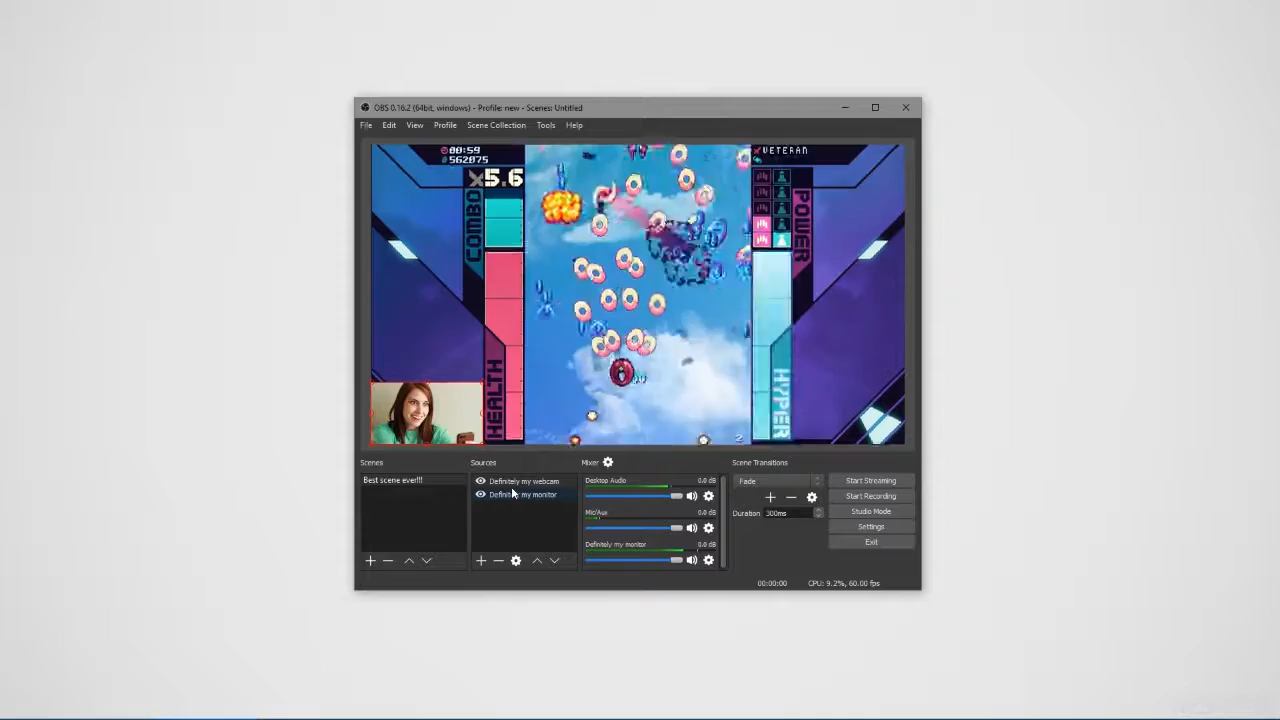 OBS 0.16.2 (64bit, windows) - Profile: new - Scenes: Untitled
File Edit View Profile Scene Collection Tools Help
00:59
562075
x5.6
COMBO
HEALTH
VETERAN
POWER
HYPER
2
Scenes
Best scene ever!!!
Sources
Definitely my webcam
Definitely my monitor
Mixer
Desktop Audio 0.0 dB
Mic/Aux 0.0 dB
Definitely my monitor 0.0 dB
Scene Transitions
Fade
Duration 300ms
Start Streaming
Start Recording
Studio Mode
Settings
Exit
00:00:00 CPU: 9.2%, 60.00 fps